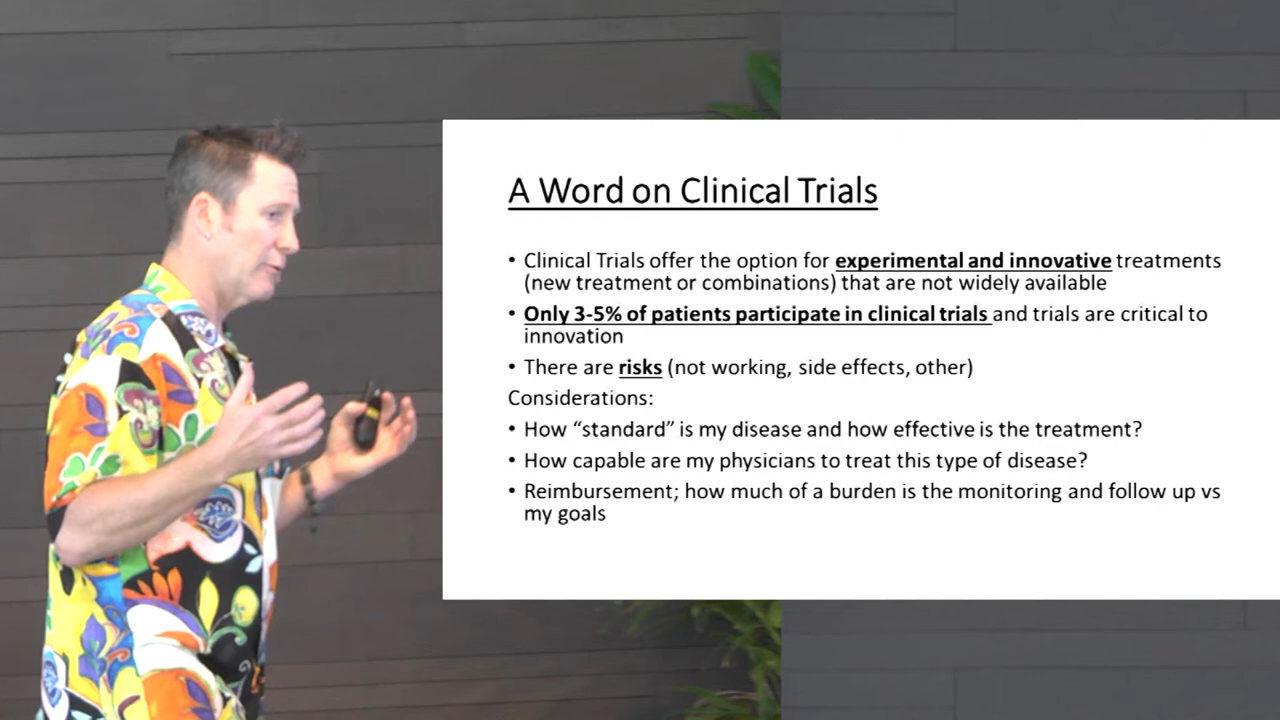 A Word on Clinical Trials
• Clinical Trials offer the option for experimental and innovative treatments
(new treatment or combinations) that are not widely available
• Only 3-5% of patients participate in clinical trials and trials are critical to
innovation
• There are risks (not working, side effects, other)
Considerations:
• How “standard” is my disease and how effective is the treatment?
• How capable are my physicians to treat this type of disease?
• Reimbursement; how much of a burden is the monitoring and follow up vs
my goals